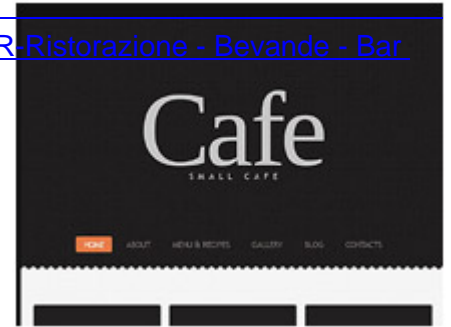 R-Ristorazione - Bevande - Bar
Cafe
SMALL CAFE
HOME ABOUT MENU & RECIPES GALLERY BLOG CONTACTS